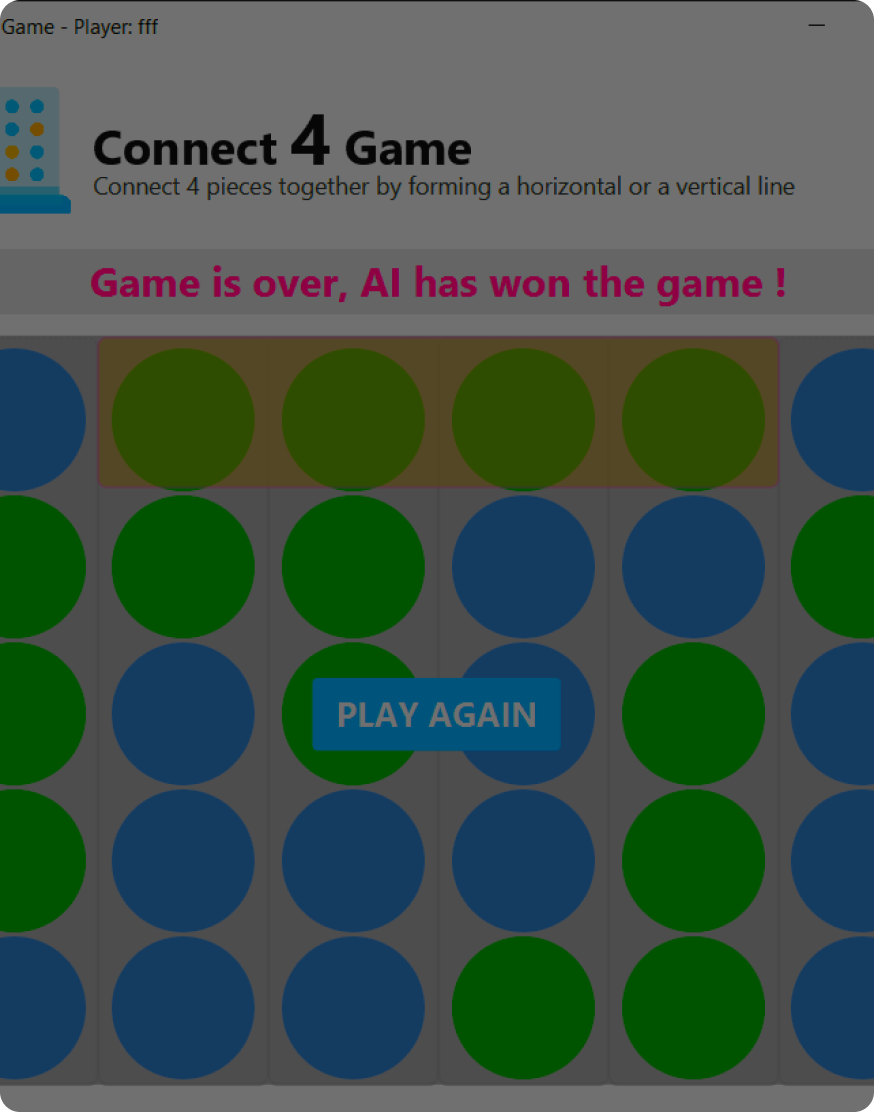 Game - Player: fff
Connect 4 Game
Connect 4 pieces together by forming a horizontal or a vertical line
Game is over, AI has won the game !
PLAY AGAIN